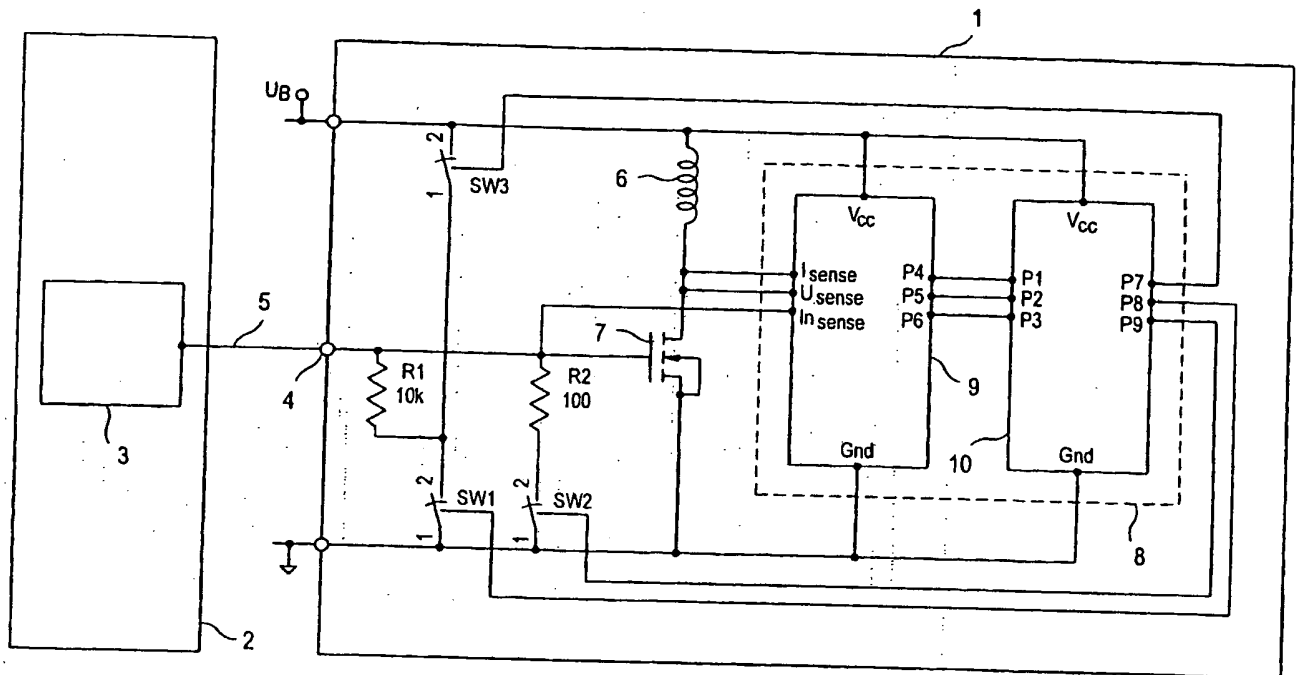 1
UB
2
SW3
1
6
Vcc
Vcc
Isense
Usense
Insense
P4
P5
P6
P1
P2
P3
P7
P8
P9
5
4
R1
10k
R2
100
7
3
9
10
Gnd
Gnd
2
SW1
1
2
SW2
1
8
2